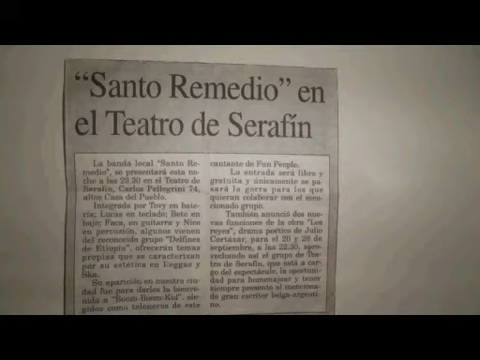 “Santo Remedio” en
el Teatro de Serafín
La banda local "Santo Re-
medio", se presentará esta no-
che a las 23.30 en el Teatro de
Serafín, Carlos Pellegrini 74,
altos Casa del Pueblo.
Integrada por Tovy en bate-
ría; Lucas en teclado; Beto en
bajo; Facu, en guitarra y Nico
en percusión, algunos vienen
del reconocido grupo "Delfines
de Etiopía", ofrecerán temas
propios que se caracterizan
por su estética en Reggae y
Ska.
Su aparición en nuestra ciu-
dad fue para darles la bienve-
nida a "Boom-Boom-Kid", ele-
gidos como teloneros de este
cantante de Fun People.
La entrada será libre y
gratuita y únicamente se pa-
sará la gorra para los que
quieran colaborar con el men-
cionado grupo.
También anunció dos nue-
vas funciones de la obra "Los
reyes", drama poético de Julio
Cortázar, para el 26 y 28 de
septiembre, a las 22.30, apro-
vechando así el grupo de Tea-
tro de Serafín, que está a car-
go del espectáculo, la oportuni-
dad para homenajear y tener
siempre presente al menciona-
do gran escritor belga-argenti-
no.